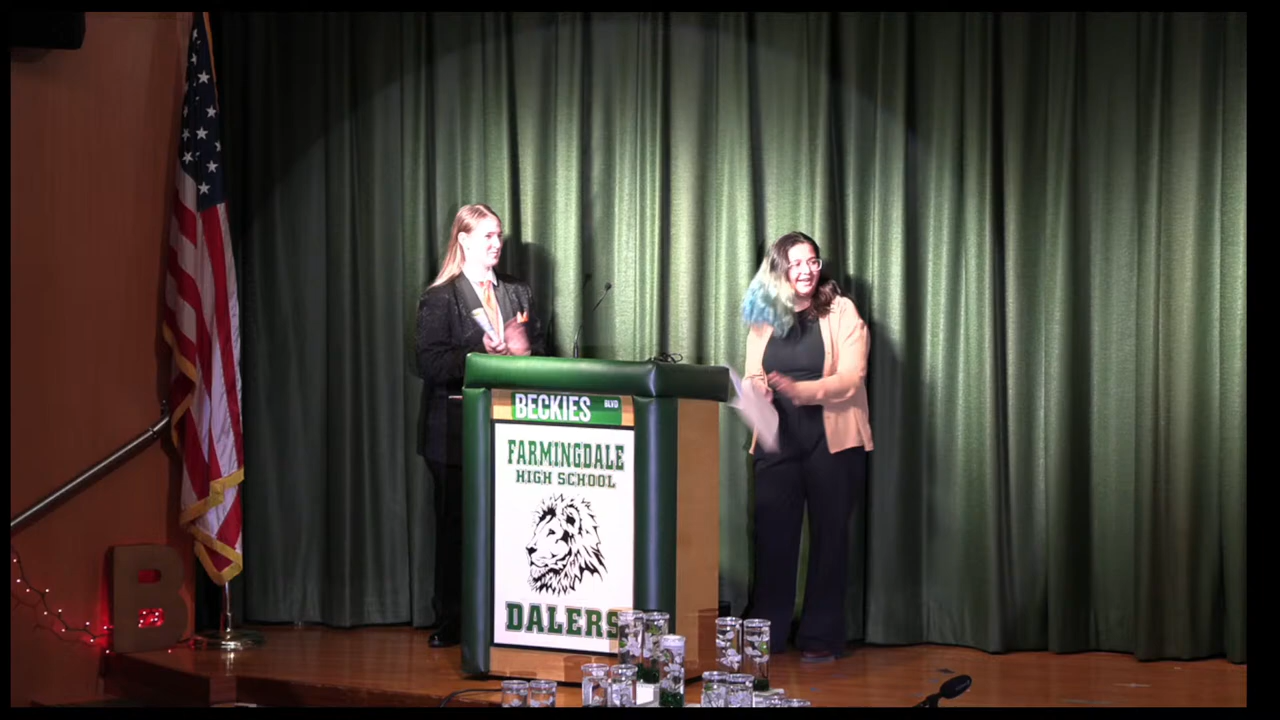 BECKIES BLVD
FARMINGDALE
HIGH SCHOOL
DALERS
B